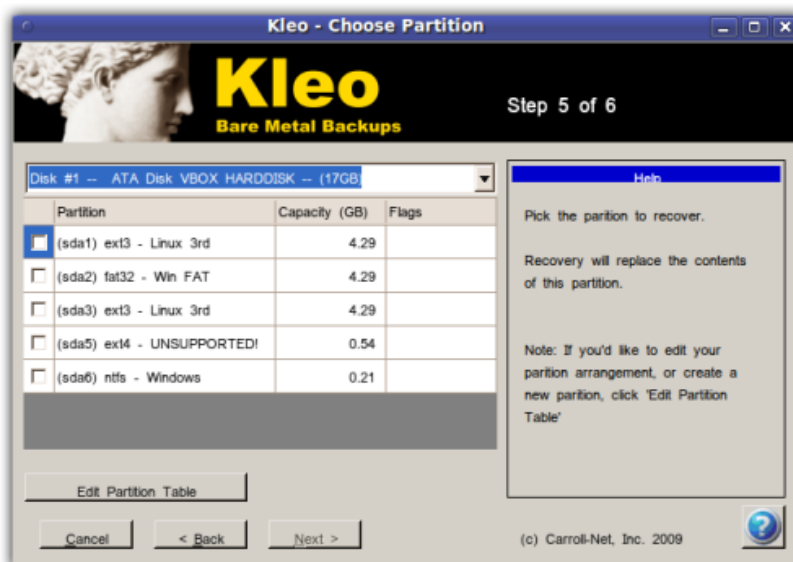 Kleo - Choose Partition
Kleo
Bare Metal Backups
Step 5 of 6
Disk #1 -- ATA Disk VBOX HARDDISK -- (17GB)
Partition Capacity (GB) Flags
(sda1) ext3 - Linux 3rd 4.29
(sda2) fat32 - Win FAT 4.29
(sda3) ext3 - Linux 3rd 4.29
(sda5) ext4 - UNSUPPORTED! 0.54
(sda6) ntfs - Windows 0.21
Edit Partition Table
Cancel
< Back
Next >
Help
Pick the parition to recover.
Recovery will replace the contents
of this partition.
Note: If you'd like to edit your
parition arrangement, or create a
new parition, click 'Edit Partition
Table'
(c) Carroll-Net, Inc. 2009
?